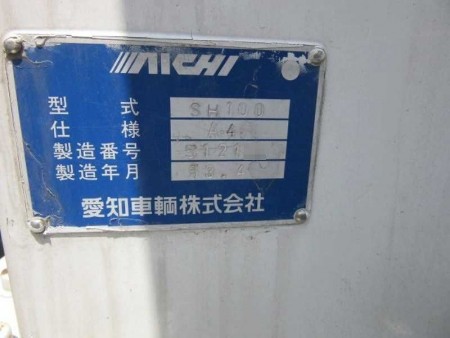 AICHI
型 式 SH100
仕 様
製造番号
製造年月
愛知車輌株式会社